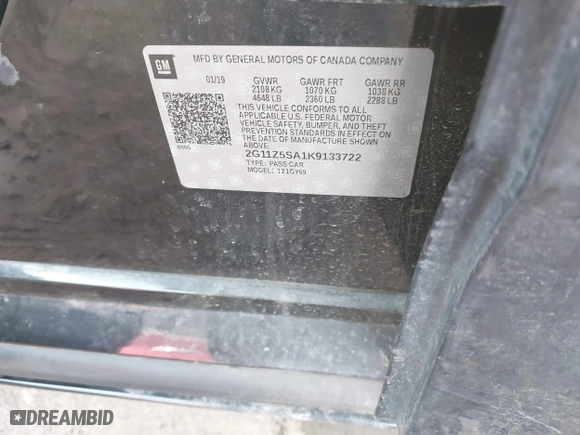 GM
MFD BY GENERAL MOTORS OF CANADA COMPANY
01/19 GVWR GAWR FRT GAWR RR
2108 KG 1070 KG 1038 KG
4648 LB 2360 LB 2288 LB
THIS VEHICLE CONFORMS TO ALL
APPLICABLE U.S. FEDERAL MOTOR
VEHICLE SAFETY, BUMPER, AND THEFT
PREVENTION STANDARDS IN EFFECT ON
THE DATE OF MANUFACTURE SHOWN
ABOVE.
2G11Z5SA1K9133722
TYPE: PASS CAR
MODEL: 121GY69
DREAMBID